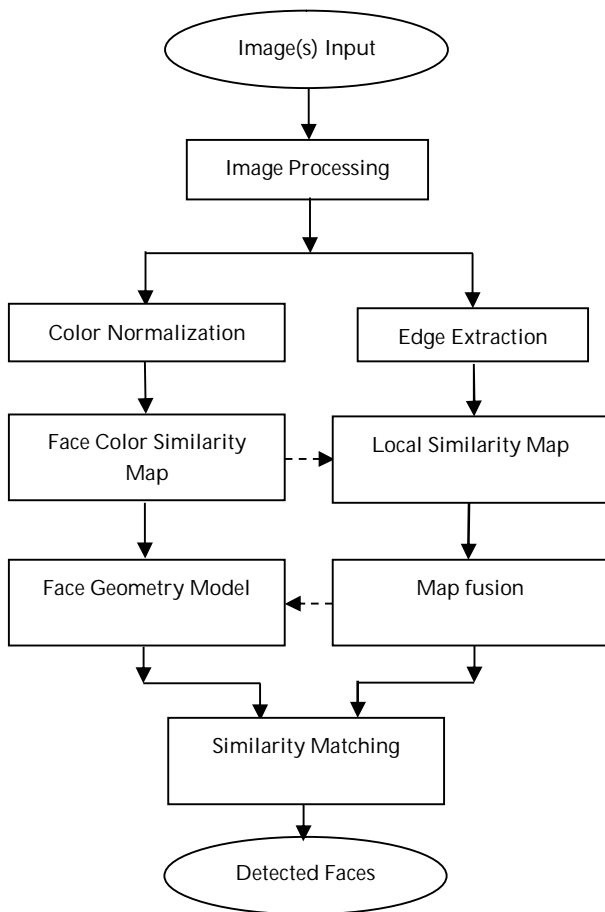 Image(s) Input
Image Processing
Color Normalization
Edge Extraction
Face Color Similarity
Map
Local Similarity Map
Face Geometry Model
Map fusion
Similarity Matching
Detected Faces